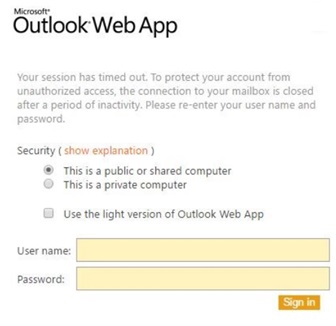 Microsoft®
Outlook Web App
Your session has timed out. To protect your account from
unauthorized access, the connection to your mailbox is closed
after a period of inactivity. Please re-enter your user name and
password.
Security ( show explanation )
This is a public or shared computer
This is a private computer
Use the light version of Outlook Web App
User name:
Password:
Sign in